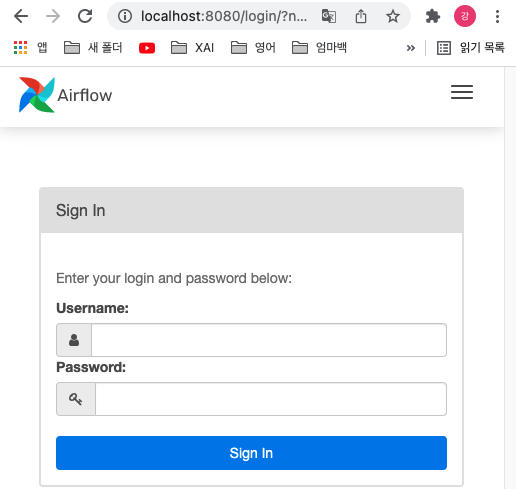 localhost:8080/login/?n...
강
앱 새 폴더 XAI 영어 엄마백 » 읽기 목록
Airflow
Sign In
Enter your login and password below:
Username:
Password:
Sign In